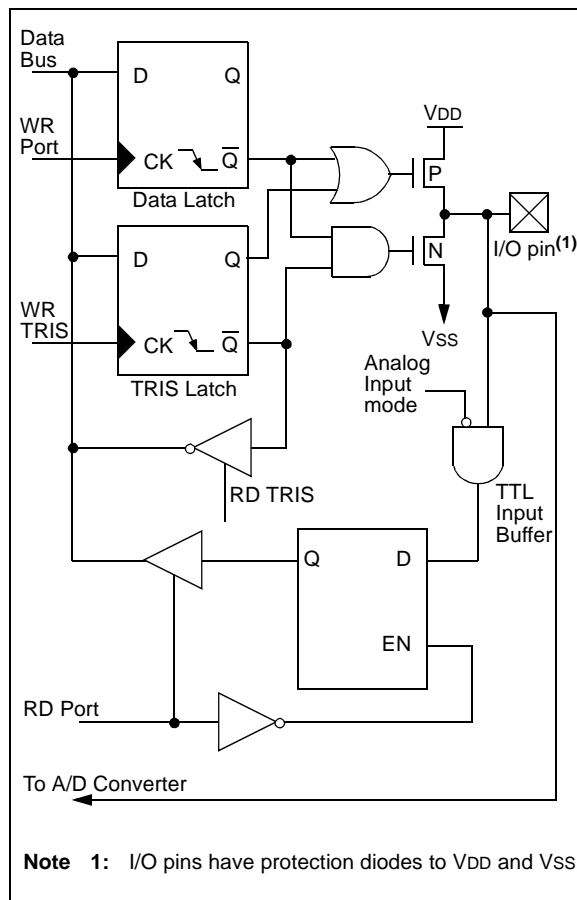 Data
Bus
D Q
VDD
WR
Port
CK Q
P
Data Latch
I/O pin(1)
D Q
N
WR
TRIS
CK Q
VSS
TRIS Latch
Analog
Input
mode
RD TRIS
TTL
Input
Buffer
Q D
EN
RD Port
To A/D Converter
Note 1: I/O pins have protection diodes to VDD and VSS